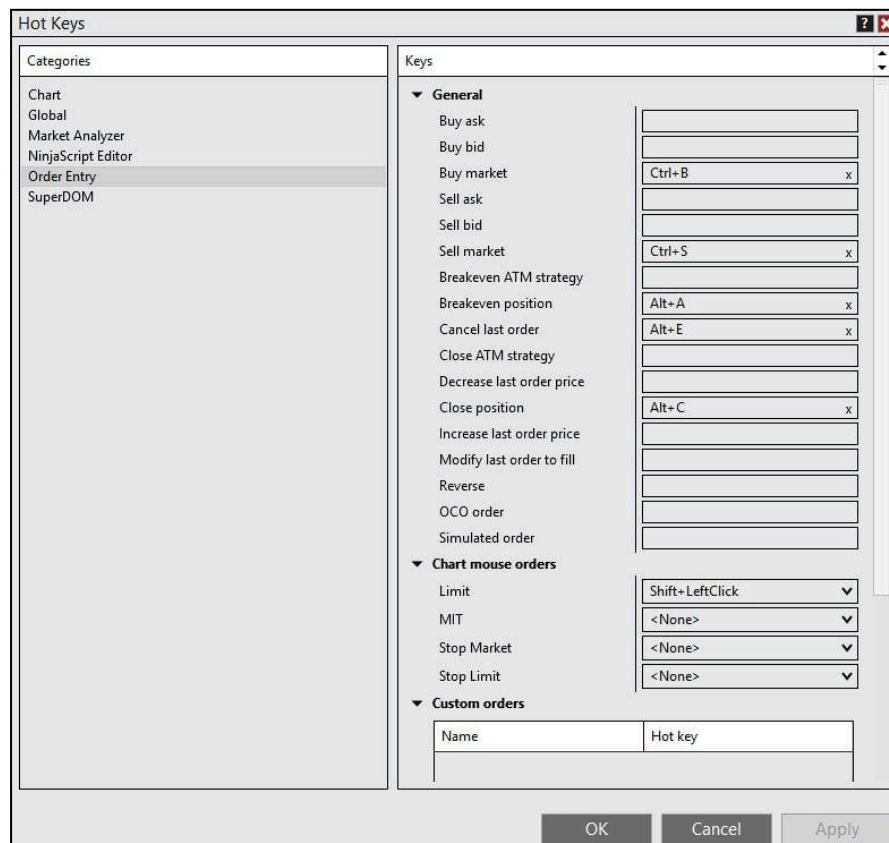 Hot Keys
?
Categories
Chart
Global
Market Analyzer
NinjaScript Editor
Order Entry
SuperDOM
Keys
General
Buy ask
Buy bid
Buy market Ctrl+B x
Sell ask
Sell bid
Sell market Ctrl+S x
Breakeven ATM strategy
Breakeven position Alt+A x
Cancel last order Alt+E x
Close ATM strategy
Decrease last order price
Close position Alt+C x
Increase last order price
Modify last order to fill
Reverse
OCO order
Simulated order
Chart mouse orders
Limit Shift+LeftClick
MIT <None>
Stop Market <None>
Stop Limit <None>
Custom orders
Name Hot key
OK Cancel Apply